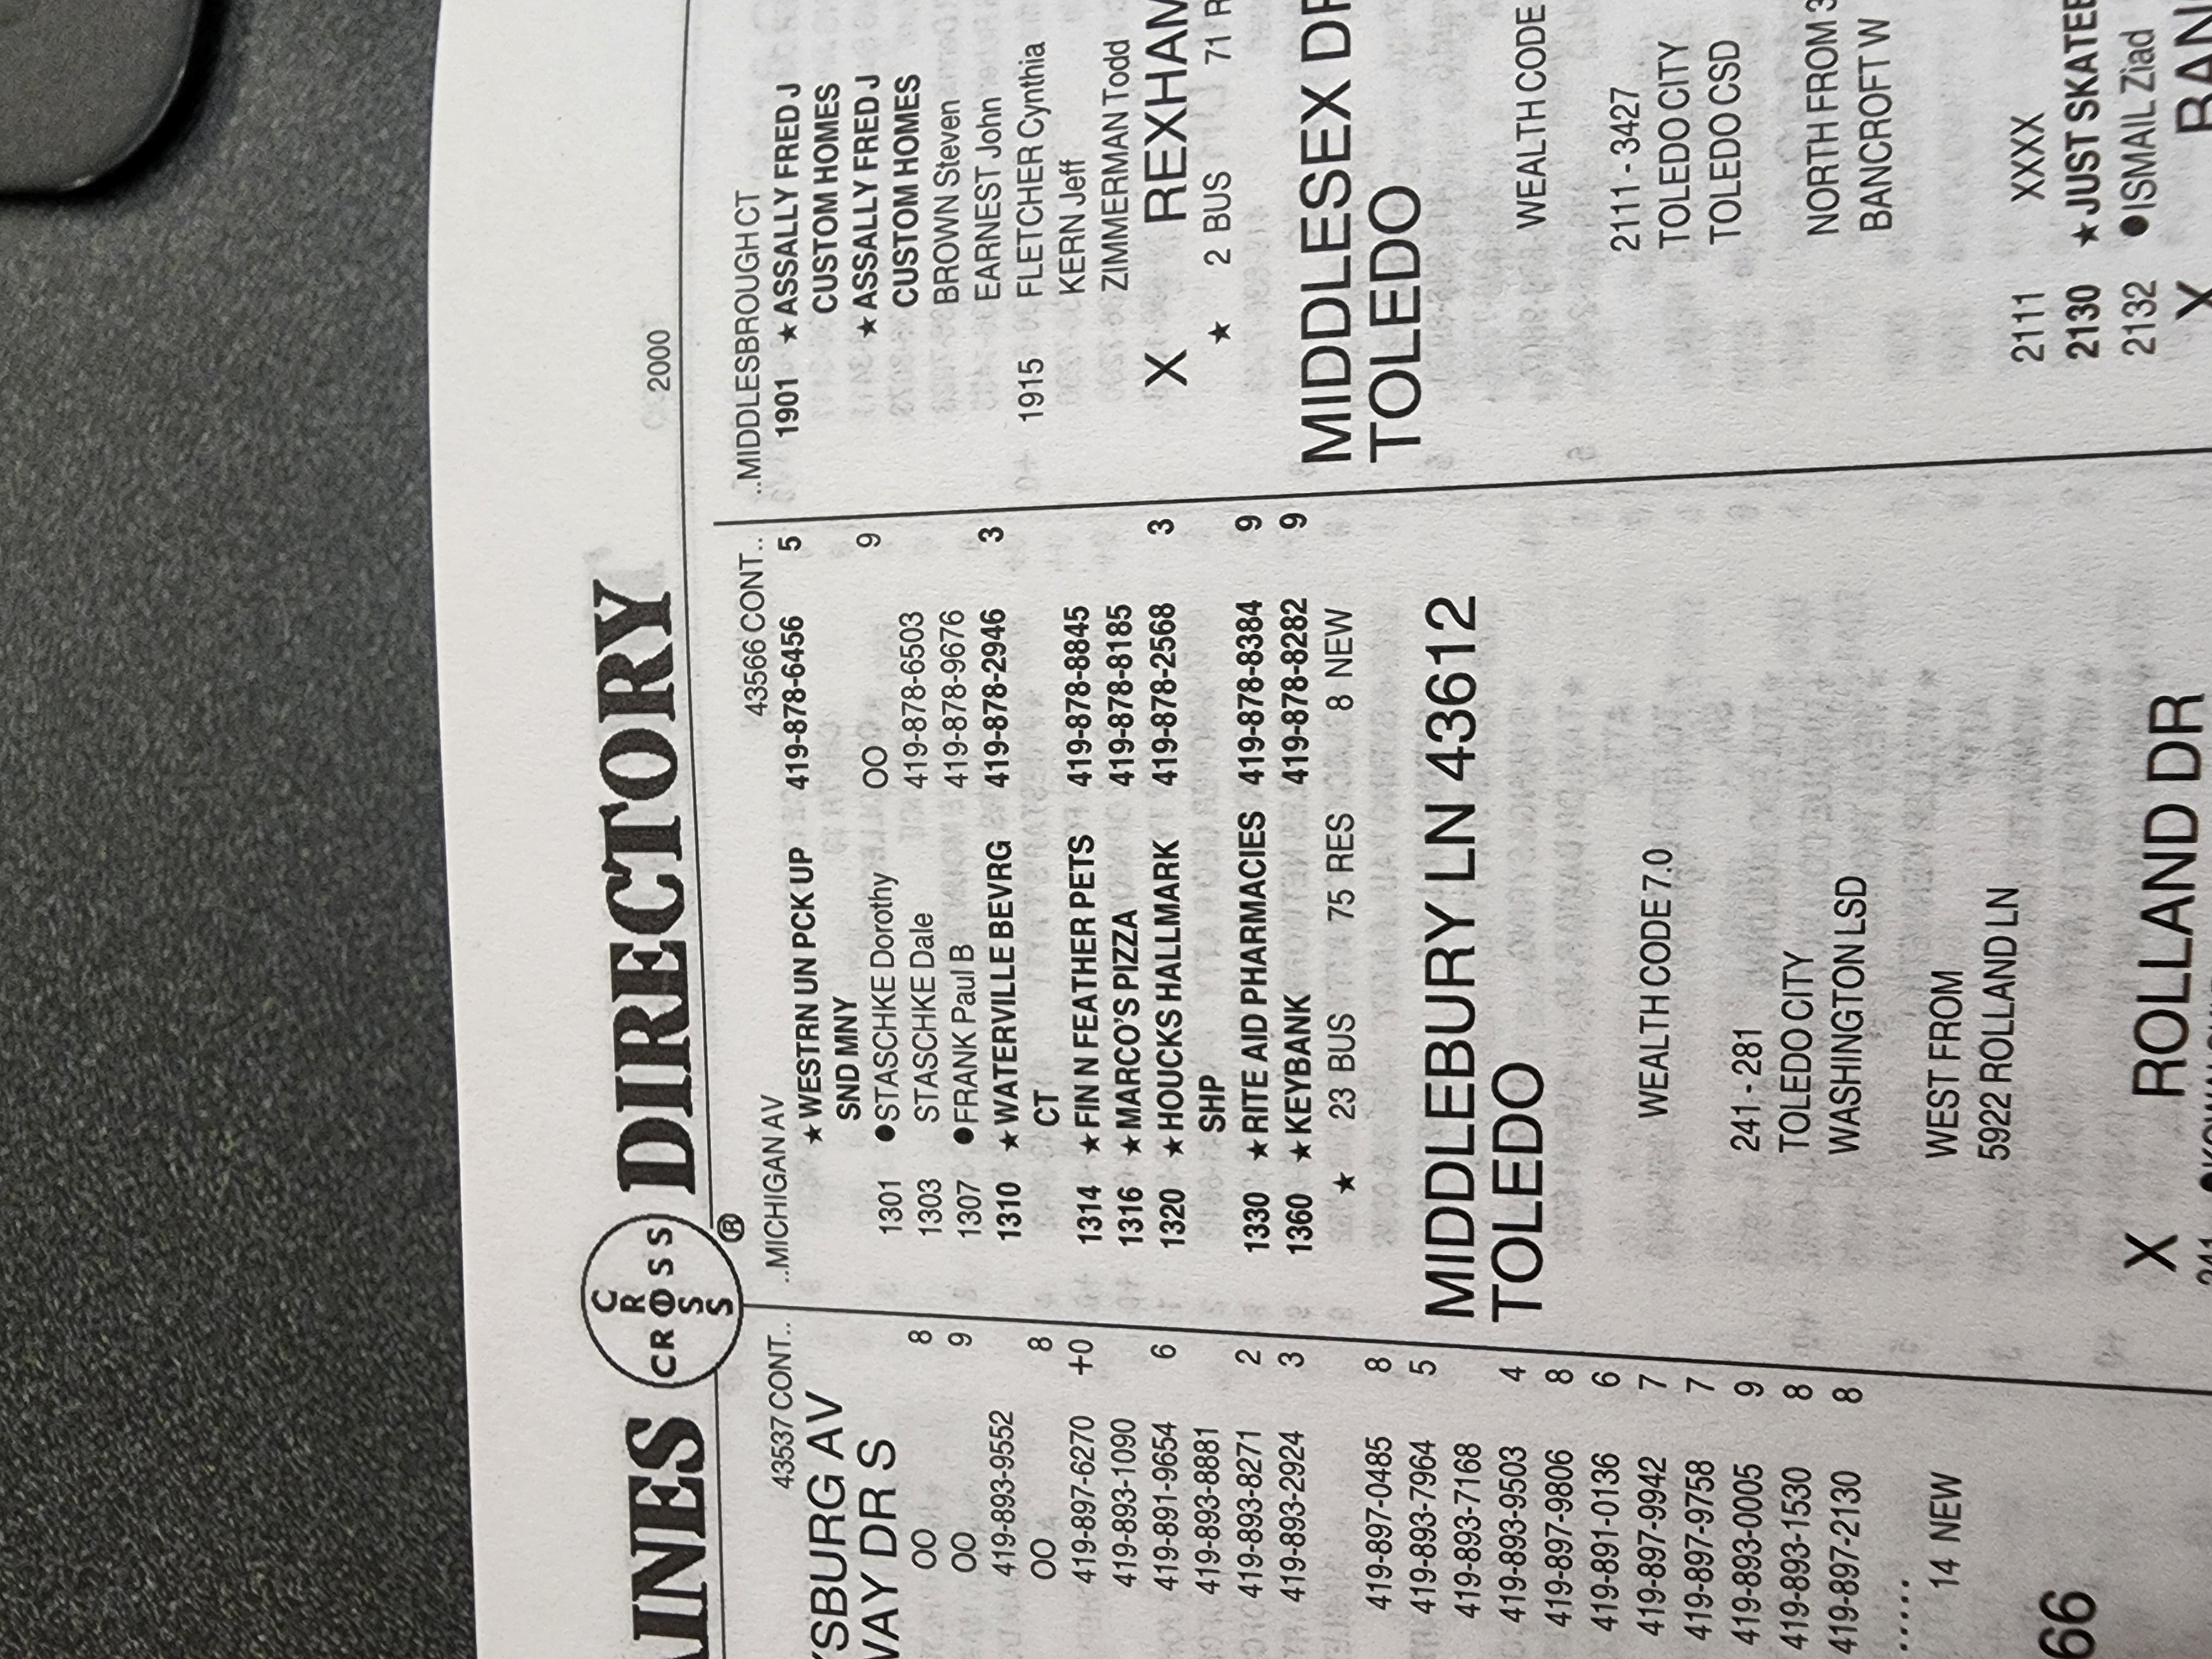 AINES CROSS CRISS ® DIRECTORY 2000
43537 CONT..
YSBURG AV
WAY DR S
OO 8
OO 9
419-893-9552
OO 8
419-897-6270 +0
419-893-1090
419-891-9654 6
419-893-8881
419-893-8271 2
419-893-2924 3
419-897-0485 8
419-893-7964 5
419-893-7168
419-893-9503 4
419-897-9806 8
419-891-0136 6
419-897-9942 7
419-897-9758 7
419-893-0005 9
419-893-1530 8
419-897-2130 8
.....
14 NEW
66
..MICHIGAN AV 43566 CONT..
★WESTRN UN PCK UP 419-878-6456 5
SND MNY
1301 ●STASCHKE Dorothy OO 9
1303 STASCHKE Dale 419-878-6503
1307 ●FRANK Paul B 419-878-9676
1310 ★WATERVILLE BEVRG 419-878-2946 3
CT
1314 ★FIN N FEATHER PETS 419-878-8845
1316 ★MARCO'S PIZZA 419-878-8185
1320 ★HOUCKS HALLMARK 419-878-2568 3
SHP
1330 ★RITE AID PHARMACIES 419-878-8384 9
1360 ★KEYBANK 419-878-8282 9
★ 23 BUS 75 RES 8 NEW
MIDDLEBURY LN 43612
TOLEDO
WEALTH CODE 7.0
241 - 281
TOLEDO CITY
WASHINGTON LSD
WEST FROM
5922 ROLLAND LN
X ROLLAND DR
..MIDDLESBROUGH CT
1901 ★ASSALLY FRED J
CUSTOM HOMES
★ASSALLY FRED J
CUSTOM HOMES
BROWN Steven
EARNEST John
1915 FLETCHER Cynthia
KERN Jeff
ZIMMERMAN Todd
X REXHAM
★ 2 BUS 71 R
MIDDLESEX DR
TOLEDO
WEALTH CODE
2111 - 3427
TOLEDO CITY
TOLEDO CSD
NORTH FROM 3
BANCROFT W
2111 XXXX
2130 ★JUST SKATE
2132 ●ISMAIL Ziad
X BAN